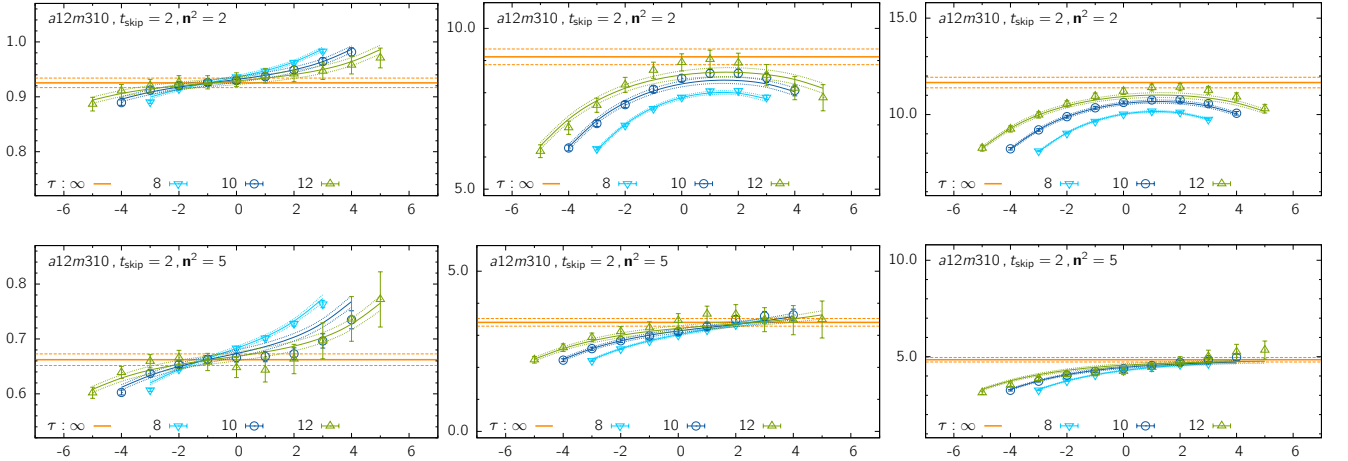 a12m310 , t_skip = 2 , n² = 2
1.0
0.9
0.8
τ : ∞ 8 10 12
-6 -4 -2 0 2 4 6
a12m310 , t_skip = 2 , n² = 2
10.0
5.0
τ : ∞ 8 10 12
-6 -4 -2 0 2 4 6
a12m310 , t_skip = 2 , n² = 2
15.0
10.0
τ : ∞ 8 10 12
-6 -4 -2 0 2 4 6
a12m310 , t_skip = 2 , n² = 5
0.8
0.7
0.6
τ : ∞ 8 10 12
-6 -4 -2 0 2 4 6
a12m310 , t_skip = 2 , n² = 5
5.0
0.0
τ : ∞ 8 10 12
-6 -4 -2 0 2 4 6
a12m310 , t_skip = 2 , n² = 5
10.0
5.0
τ : ∞ 8 10 12
-6 -4 -2 0 2 4 6